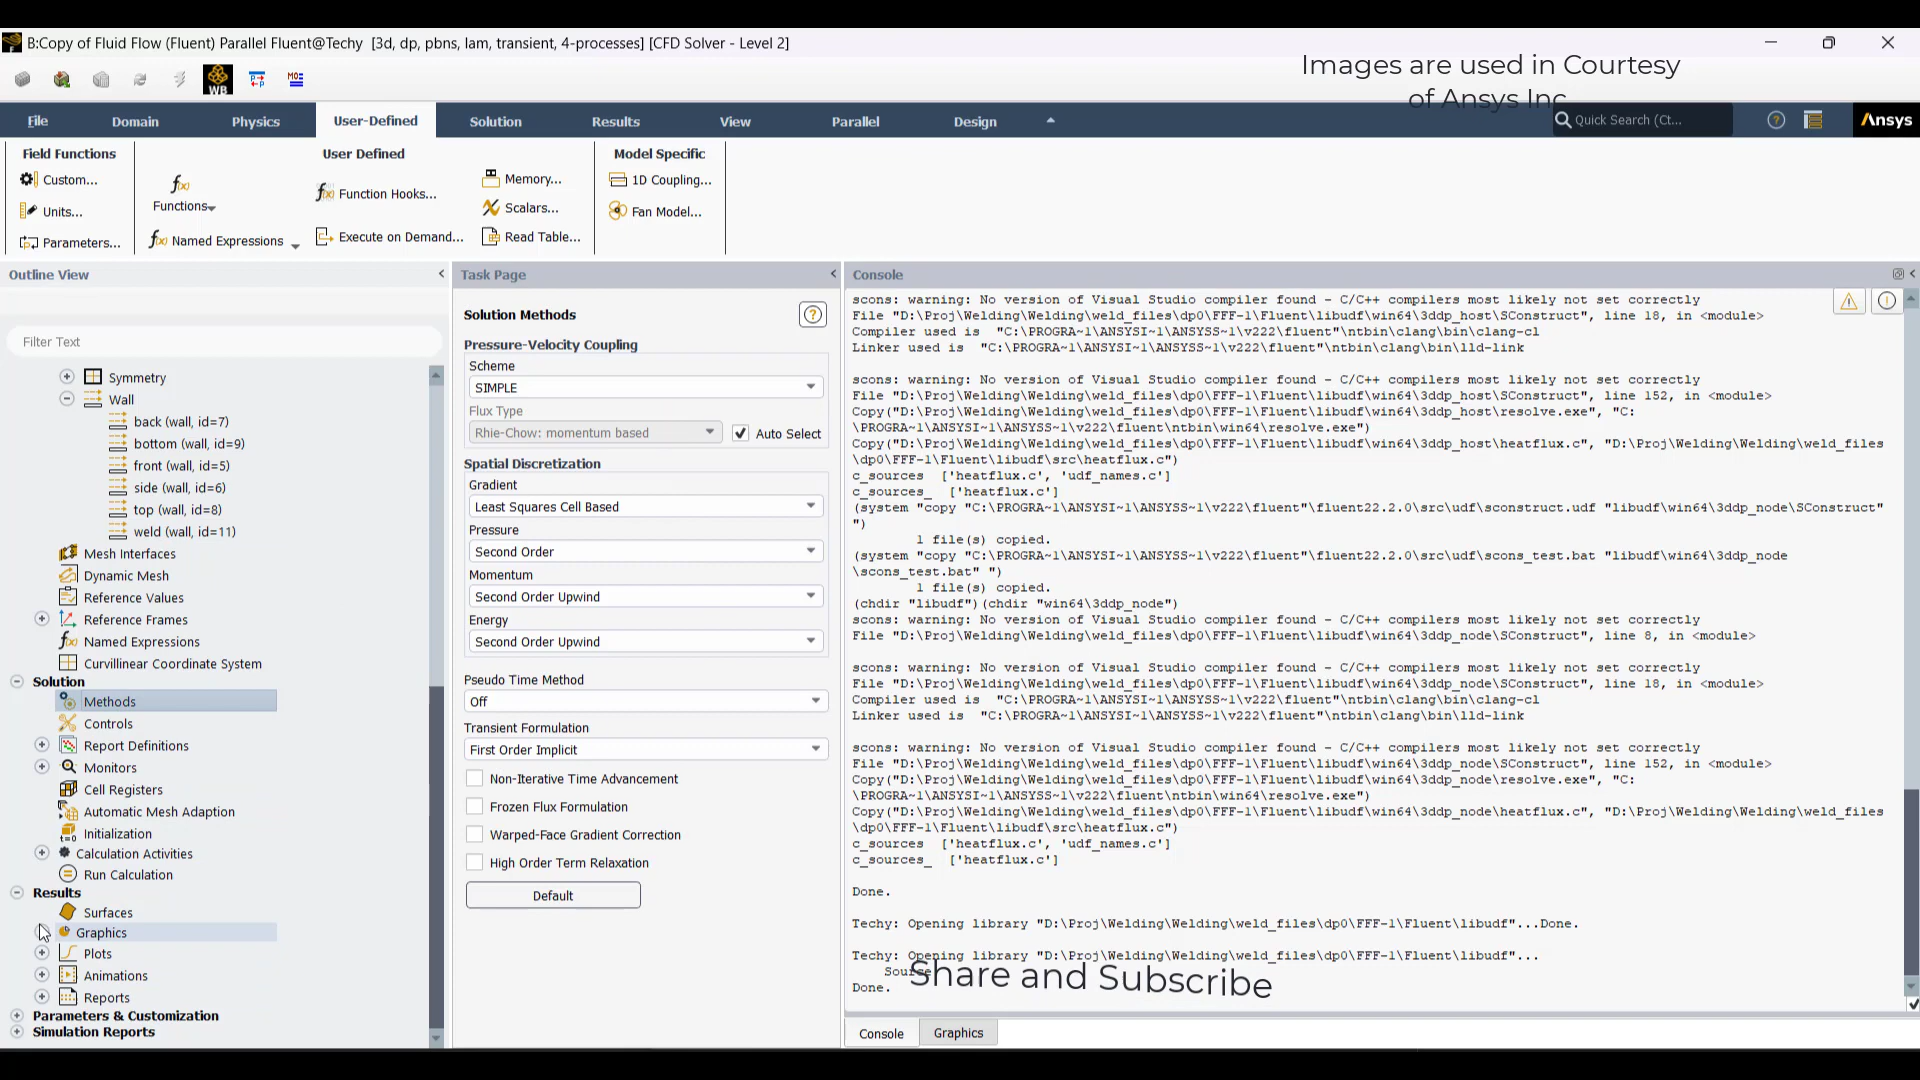 B:Copy of Fluid Flow (Fluent) Parallel Fluent@Techy [3d, dp, pbns, lam, transient, 4-processes] [CFD Solver - Level 2]
Images are used in Courtesy
of Ansys Inc
WB
File
Domain
Physics
User-Defined
Solution
Results
View
Parallel
Design
Quick Search (Ct...
Ansys
Field Functions
Custom...
Units...
Parameters...
User Defined
Functions
Named Expressions
Function Hooks...
Execute on Demand...
Memory...
Scalars...
Read Table...
Model Specific
1D Coupling...
Fan Model...
Outline View
Filter Text
Symmetry
Wall
back (wall, id=7)
bottom (wall, id=9)
front (wall, id=5)
side (wall, id=6)
top (wall, id=8)
weld (wall, id=11)
Mesh Interfaces
Dynamic Mesh
Reference Values
Reference Frames
Named Expressions
Curvillinear Coordinate System
Solution
Methods
Controls
Report Definitions
Monitors
Cell Registers
Automatic Mesh Adaption
Initialization
Calculation Activities
Run Calculation
Results
Surfaces
Graphics
Plots
Animations
Reports
Parameters & Customization
Simulation Reports
Task Page
Solution Methods
Pressure-Velocity Coupling
Scheme
SIMPLE
Flux Type
Rhie-Chow: momentum based
Auto Select
Spatial Discretization
Gradient
Least Squares Cell Based
Pressure
Second Order
Momentum
Second Order Upwind
Energy
Second Order Upwind
Pseudo Time Method
Off
Transient Formulation
First Order Implicit
Non-Iterative Time Advancement
Frozen Flux Formulation
Warped-Face Gradient Correction
High Order Term Relaxation
Default
Console
scons: warning: No version of Visual Studio compiler found - C/C++ compilers most likely not set correctly
File "D:\Proj\Welding\Welding\weld_files\dp0\FFF-1\Fluent\libudf\win64\3ddp_host\SConstruct", line 18, in <module>
Compiler used is "C:\PROGRA~1\ANSYSI~1\ANSYSS~1\v222\fluent"\ntbin\clang\bin\clang-cl
Linker used is "C:\PROGRA~1\ANSYSI~1\ANSYSS~1\v222\fluent"\ntbin\clang\bin\lld-link
scons: warning: No version of Visual Studio compiler found - C/C++ compilers most likely not set correctly
File "D:\Proj\Welding\Welding\weld_files\dp0\FFF-1\Fluent\libudf\win64\3ddp_host\SConstruct", line 152, in <module>
Copy("D:\Proj\Welding\Welding\weld_files\dp0\FFF-1\Fluent\libudf\win64\3ddp_host\resolve.exe", "C:
\PROGRA~1\ANSYSI~1\ANSYSS~1\v222\fluent\ntbin\win64\resolve.exe")
Copy("D:\Proj\Welding\Welding\weld_files\dp0\FFF-1\Fluent\libudf\win64\3ddp_host\heatflux.c", "D:\Proj\Welding\Welding\weld_files
\dp0\FFF-1\Fluent\libudf\src\heatflux.c")
c_sources ['heatflux.c', 'udf_names.c']
c_sources_ ['heatflux.c']
(system "copy "C:\PROGRA~1\ANSYSI~1\ANSYSS~1\v222\fluent"\fluent22.2.0\src\udf\sconstruct.udf "libudf\win64\3ddp_node\SConstruct"
")
1 file(s) copied.
(system "copy "C:\PROGRA~1\ANSYSI~1\ANSYSS~1\v222\fluent"\fluent22.2.0\src\udf\scons_test.bat "libudf\win64\3ddp_node
\scons_test.bat" ")
1 file(s) copied.
(chdir "libudf")(chdir "win64\3ddp_node")
scons: warning: No version of Visual Studio compiler found - C/C++ compilers most likely not set correctly
File "D:\Proj\Welding\Welding\weld_files\dp0\FFF-1\Fluent\libudf\win64\3ddp_node\SConstruct", line 8, in <module>
scons: warning: No version of Visual Studio compiler found - C/C++ compilers most likely not set correctly
File "D:\Proj\Welding\Welding\weld_files\dp0\FFF-1\Fluent\libudf\win64\3ddp_node\SConstruct", line 18, in <module>
Compiler used is "C:\PROGRA~1\ANSYSI~1\ANSYSS~1\v222\fluent"\ntbin\clang\bin\clang-cl
Linker used is "C:\PROGRA~1\ANSYSI~1\ANSYSS~1\v222\fluent"\ntbin\clang\bin\lld-link
scons: warning: No version of Visual Studio compiler found - C/C++ compilers most likely not set correctly
File "D:\Proj\Welding\Welding\weld_files\dp0\FFF-1\Fluent\libudf\win64\3ddp_node\SConstruct", line 152, in <module>
Copy("D:\Proj\Welding\Welding\weld_files\dp0\FFF-1\Fluent\libudf\win64\3ddp_node\resolve.exe", "C:
\PROGRA~1\ANSYSI~1\ANSYSS~1\v222\fluent\ntbin\win64\resolve.exe")
Copy("D:\Proj\Welding\Welding\weld_files\dp0\FFF-1\Fluent\libudf\win64\3ddp_node\heatflux.c", "D:\Proj\Welding\Welding\weld_files
\dp0\FFF-1\Fluent\libudf\src\heatflux.c")
c_sources ['heatflux.c', 'udf_names.c']
c_sources_ ['heatflux.c']
Done.
Techy: Opening library "D:\Proj\Welding\Welding\weld_files\dp0\FFF-1\Fluent\libudf"...Done.
Techy: Opening library "D:\Proj\Welding\Welding\weld_files\dp0\FFF-1\Fluent\libudf"...
Source
Done.
Share and Subscribe
Console
Graphics